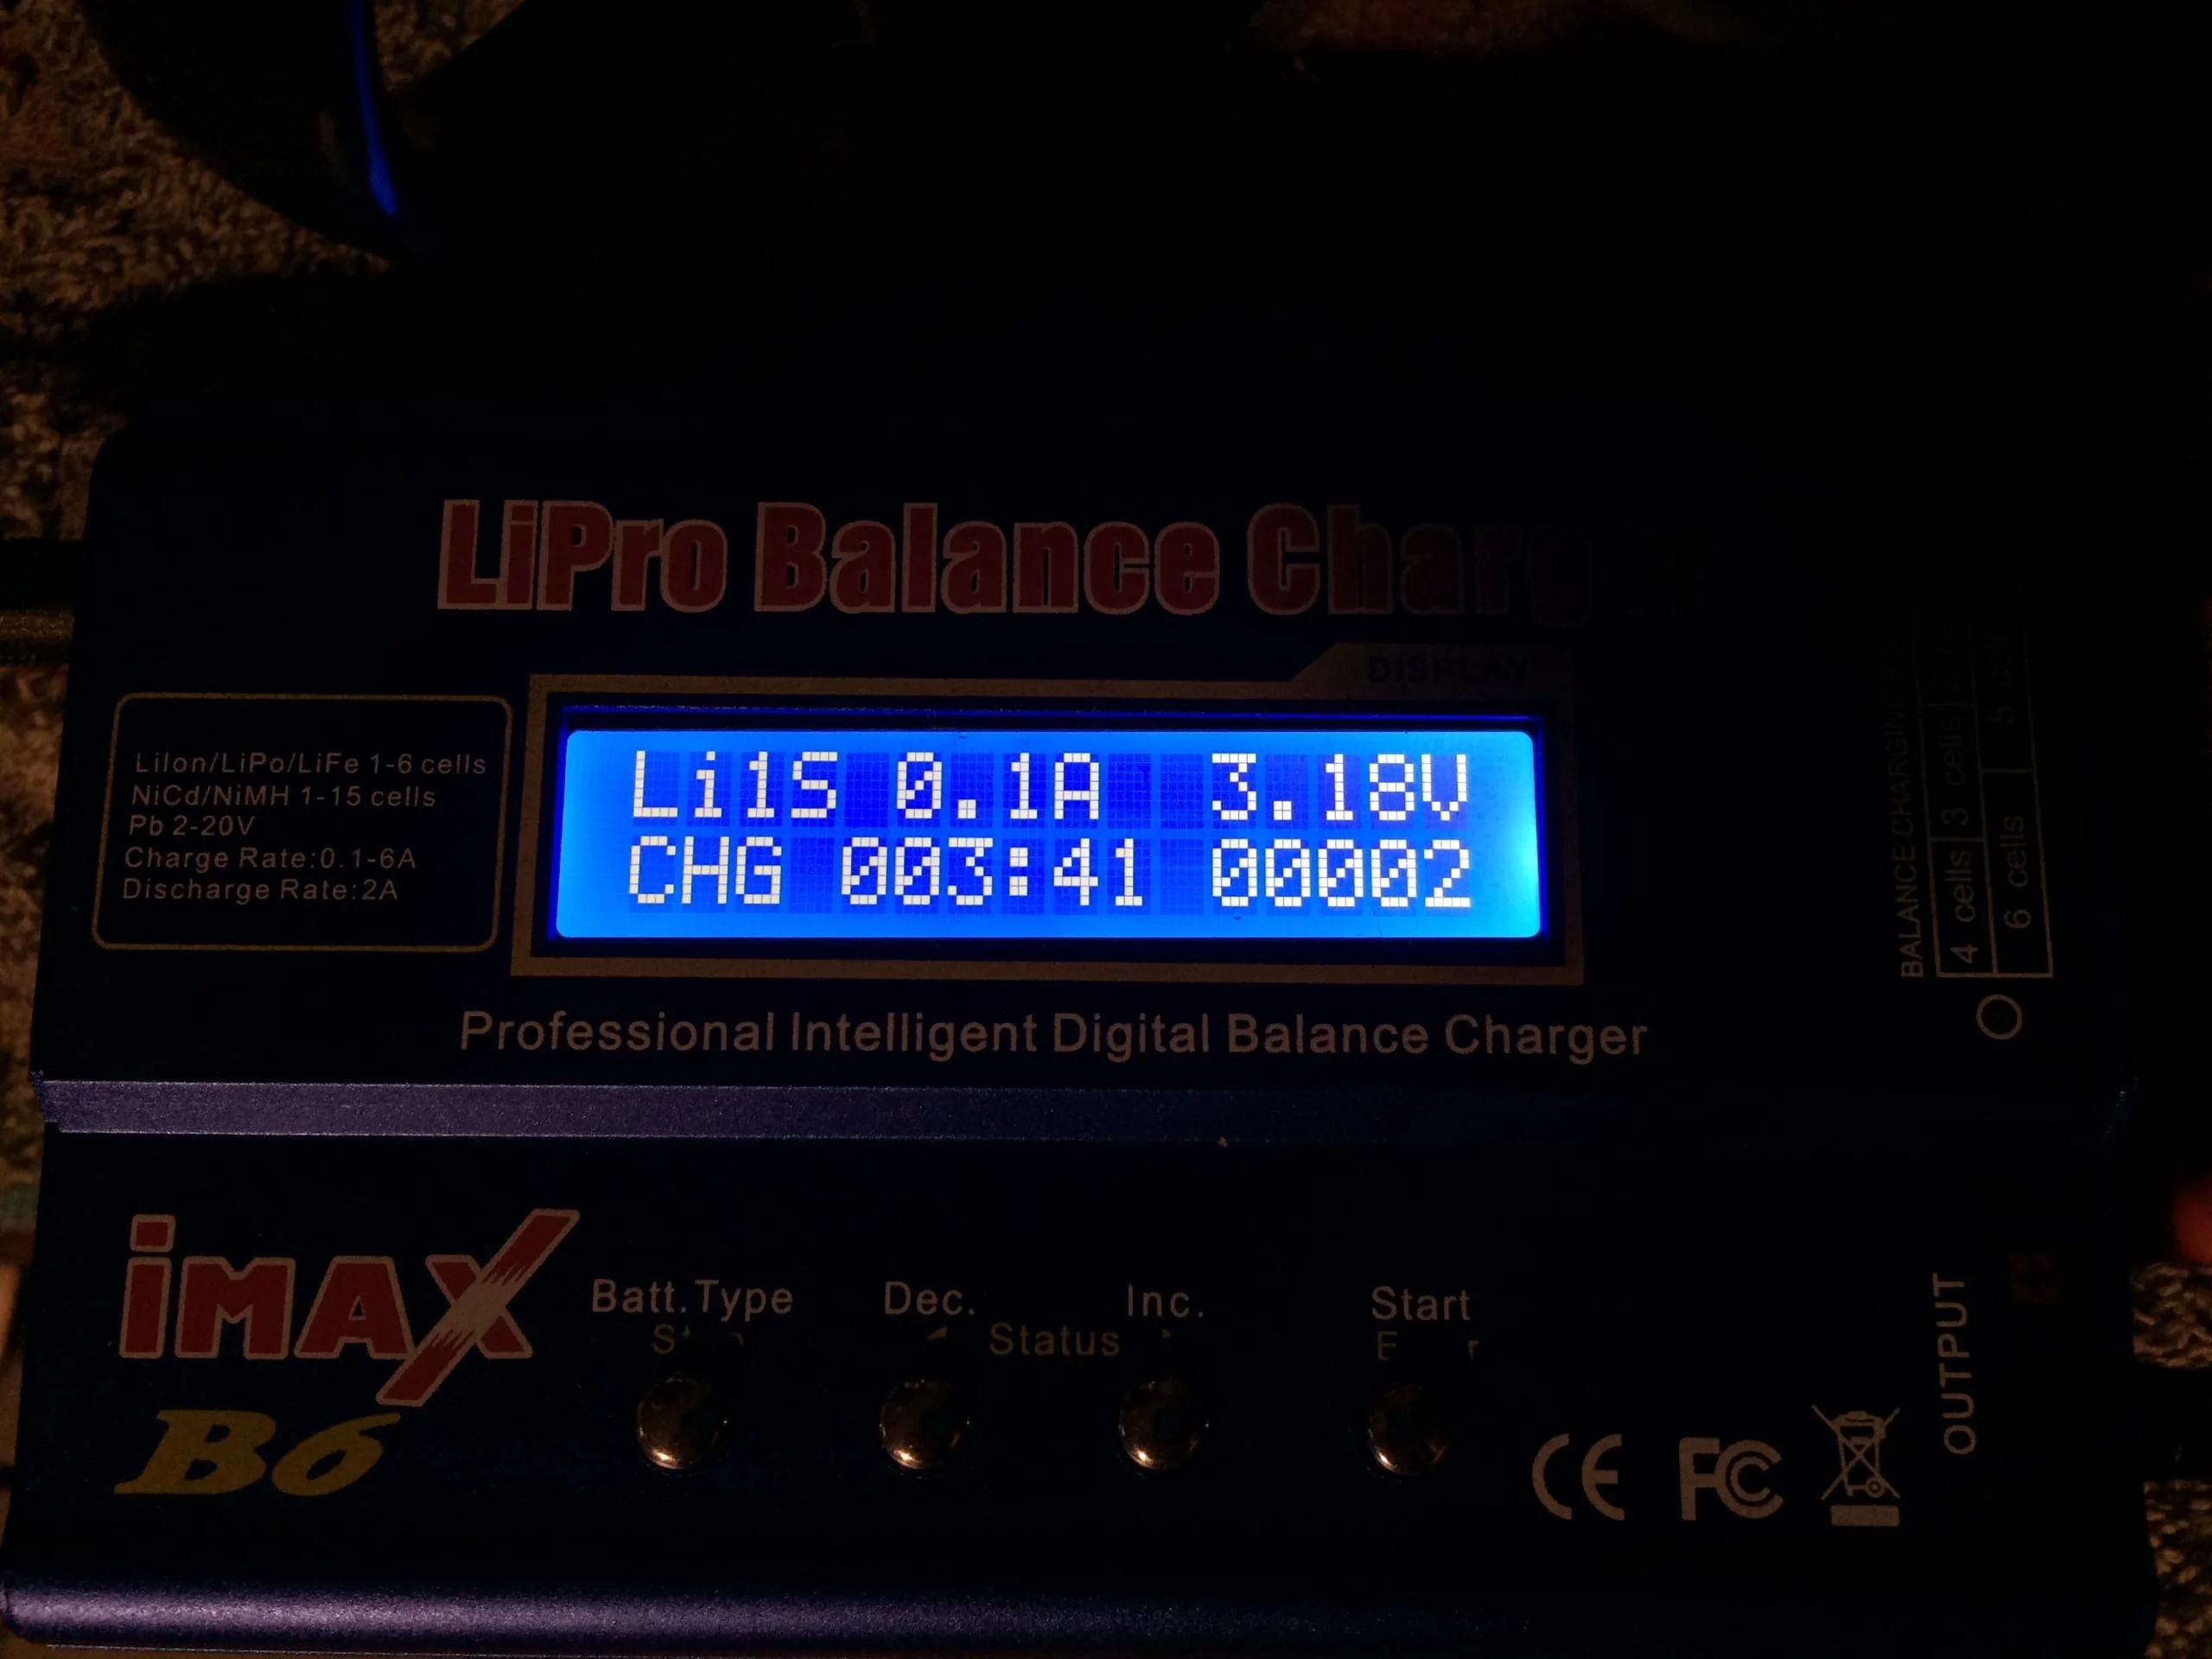 LiPro Balance Charger
DISPLAY
LiIon/LiPo/LiFe 1-6 cells
NiCd/NiMH 1-15 cells
Pb 2-20V
Charge Rate:0.1-6A
Discharge Rate:2A
Li1S 0.1A 3.18V
CHG 003:41 00002
Professional Intelligent Digital Balance Charger
BALANCE CHARGING
4 cells 3 cells
6 cells 5 cells
iMAX
B6
Batt.Type Dec. Inc. Start
Status
OUTPUT
CE FC